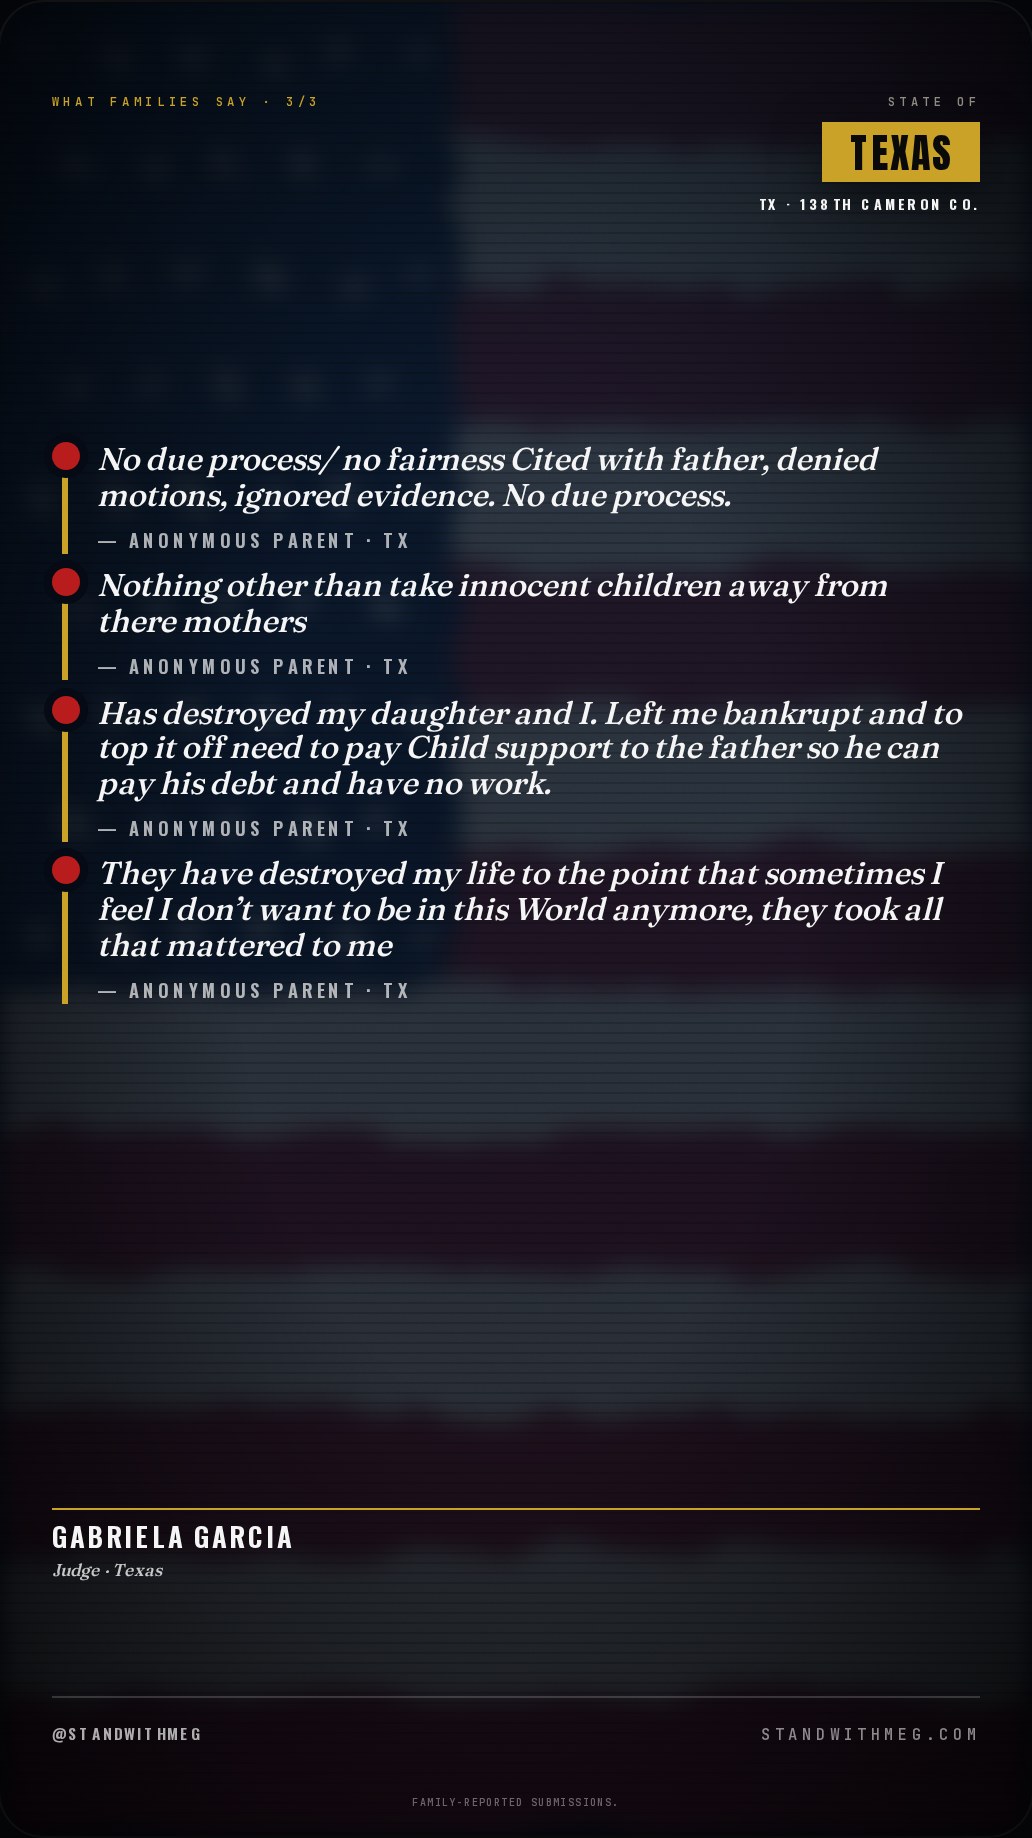 WHAT FAMILIES SAY · 3/3
STATE OF
TEXAS
TX · 138TH CAMERON CO.
No due process/ no fairness Cited with father, denied
motions, ignored evidence. No due process.
— ANONYMOUS PARENT · TX
Nothing other than take innocent children away from
there mothers
— ANONYMOUS PARENT · TX
Has destroyed my daughter and I. Left me bankrupt and to
top it off need to pay Child support to the father so he can
pay his debt and have no work.
— ANONYMOUS PARENT · TX
They have destroyed my life to the point that sometimes I
feel I don’t want to be in this World anymore, they took all
that mattered to me
— ANONYMOUS PARENT · TX
GABRIELA GARCIA
Judge · Texas
@STANDWITHMEG
STANDWITHMEG.COM
FAMILY-REPORTED SUBMISSIONS.